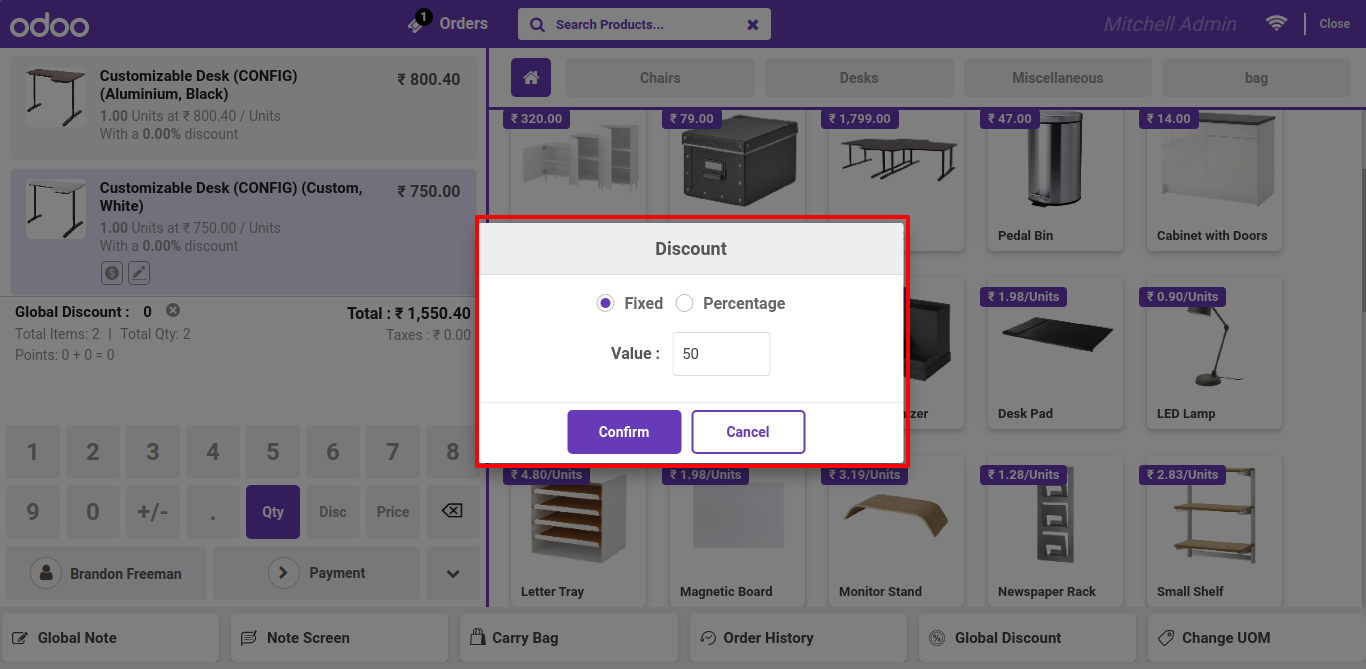 odoo
1
Orders
Search Products...
Mitchell Admin
Close
Customizable Desk (CONFIG)
(Aluminium, Black)
₹ 800.40
1.00 Units at ₹ 800.40 / Units
With a 0.00% discount
Customizable Desk (CONFIG) (Custom,
White)
₹ 750.00
1.00 Units at ₹ 750.00 / Units
With a 0.00% discount
Global Discount : 0
Total : ₹ 1,550.40
Total Items: 2 | Total Qty: 2
Taxes : ₹ 0.00
Points: 0 + 0 = 0
1 2 3 4 5 6 7 8
9 0 +/- . Qty Disc Price
Brandon Freeman
Payment
Chairs
Desks
Miscellaneous
bag
₹ 320.00
₹ 79.00
₹ 1,799.00
₹ 47.00
₹ 14.00
Pedal Bin
Cabinet with Doors
₹ 1.98/Units
₹ 0.90/Units
zer
Desk Pad
LED Lamp
₹ 4.80/Units
₹ 1.98/Units
₹ 3.19/Units
₹ 1.28/Units
₹ 2.83/Units
Letter Tray
Magnetic Board
Monitor Stand
Newspaper Rack
Small Shelf
Discount
Fixed
Percentage
Value :
50
Confirm
Cancel
Global Note
Note Screen
Carry Bag
Order History
Global Discount
Change UOM